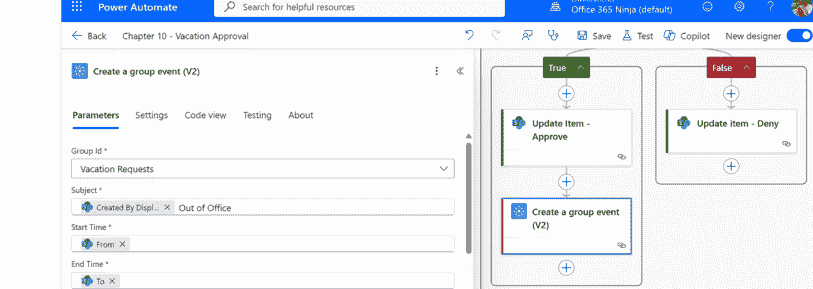 Power Automate
Search for helpful resources
Office 365 Ninja (default)
Back
Chapter 10 - Vacation Approval
Save
Test
Copilot
New designer
Create a group event (V2)
Parameters
Settings
Code view
Testing
About
Group Id *
Vacation Requests
Subject *
Created By Displ... × Out of Office
Start Time *
From ×
End Time *
To ×
True
False
Update Item -
Approve
Update item - Deny
Create a group event
(V2)